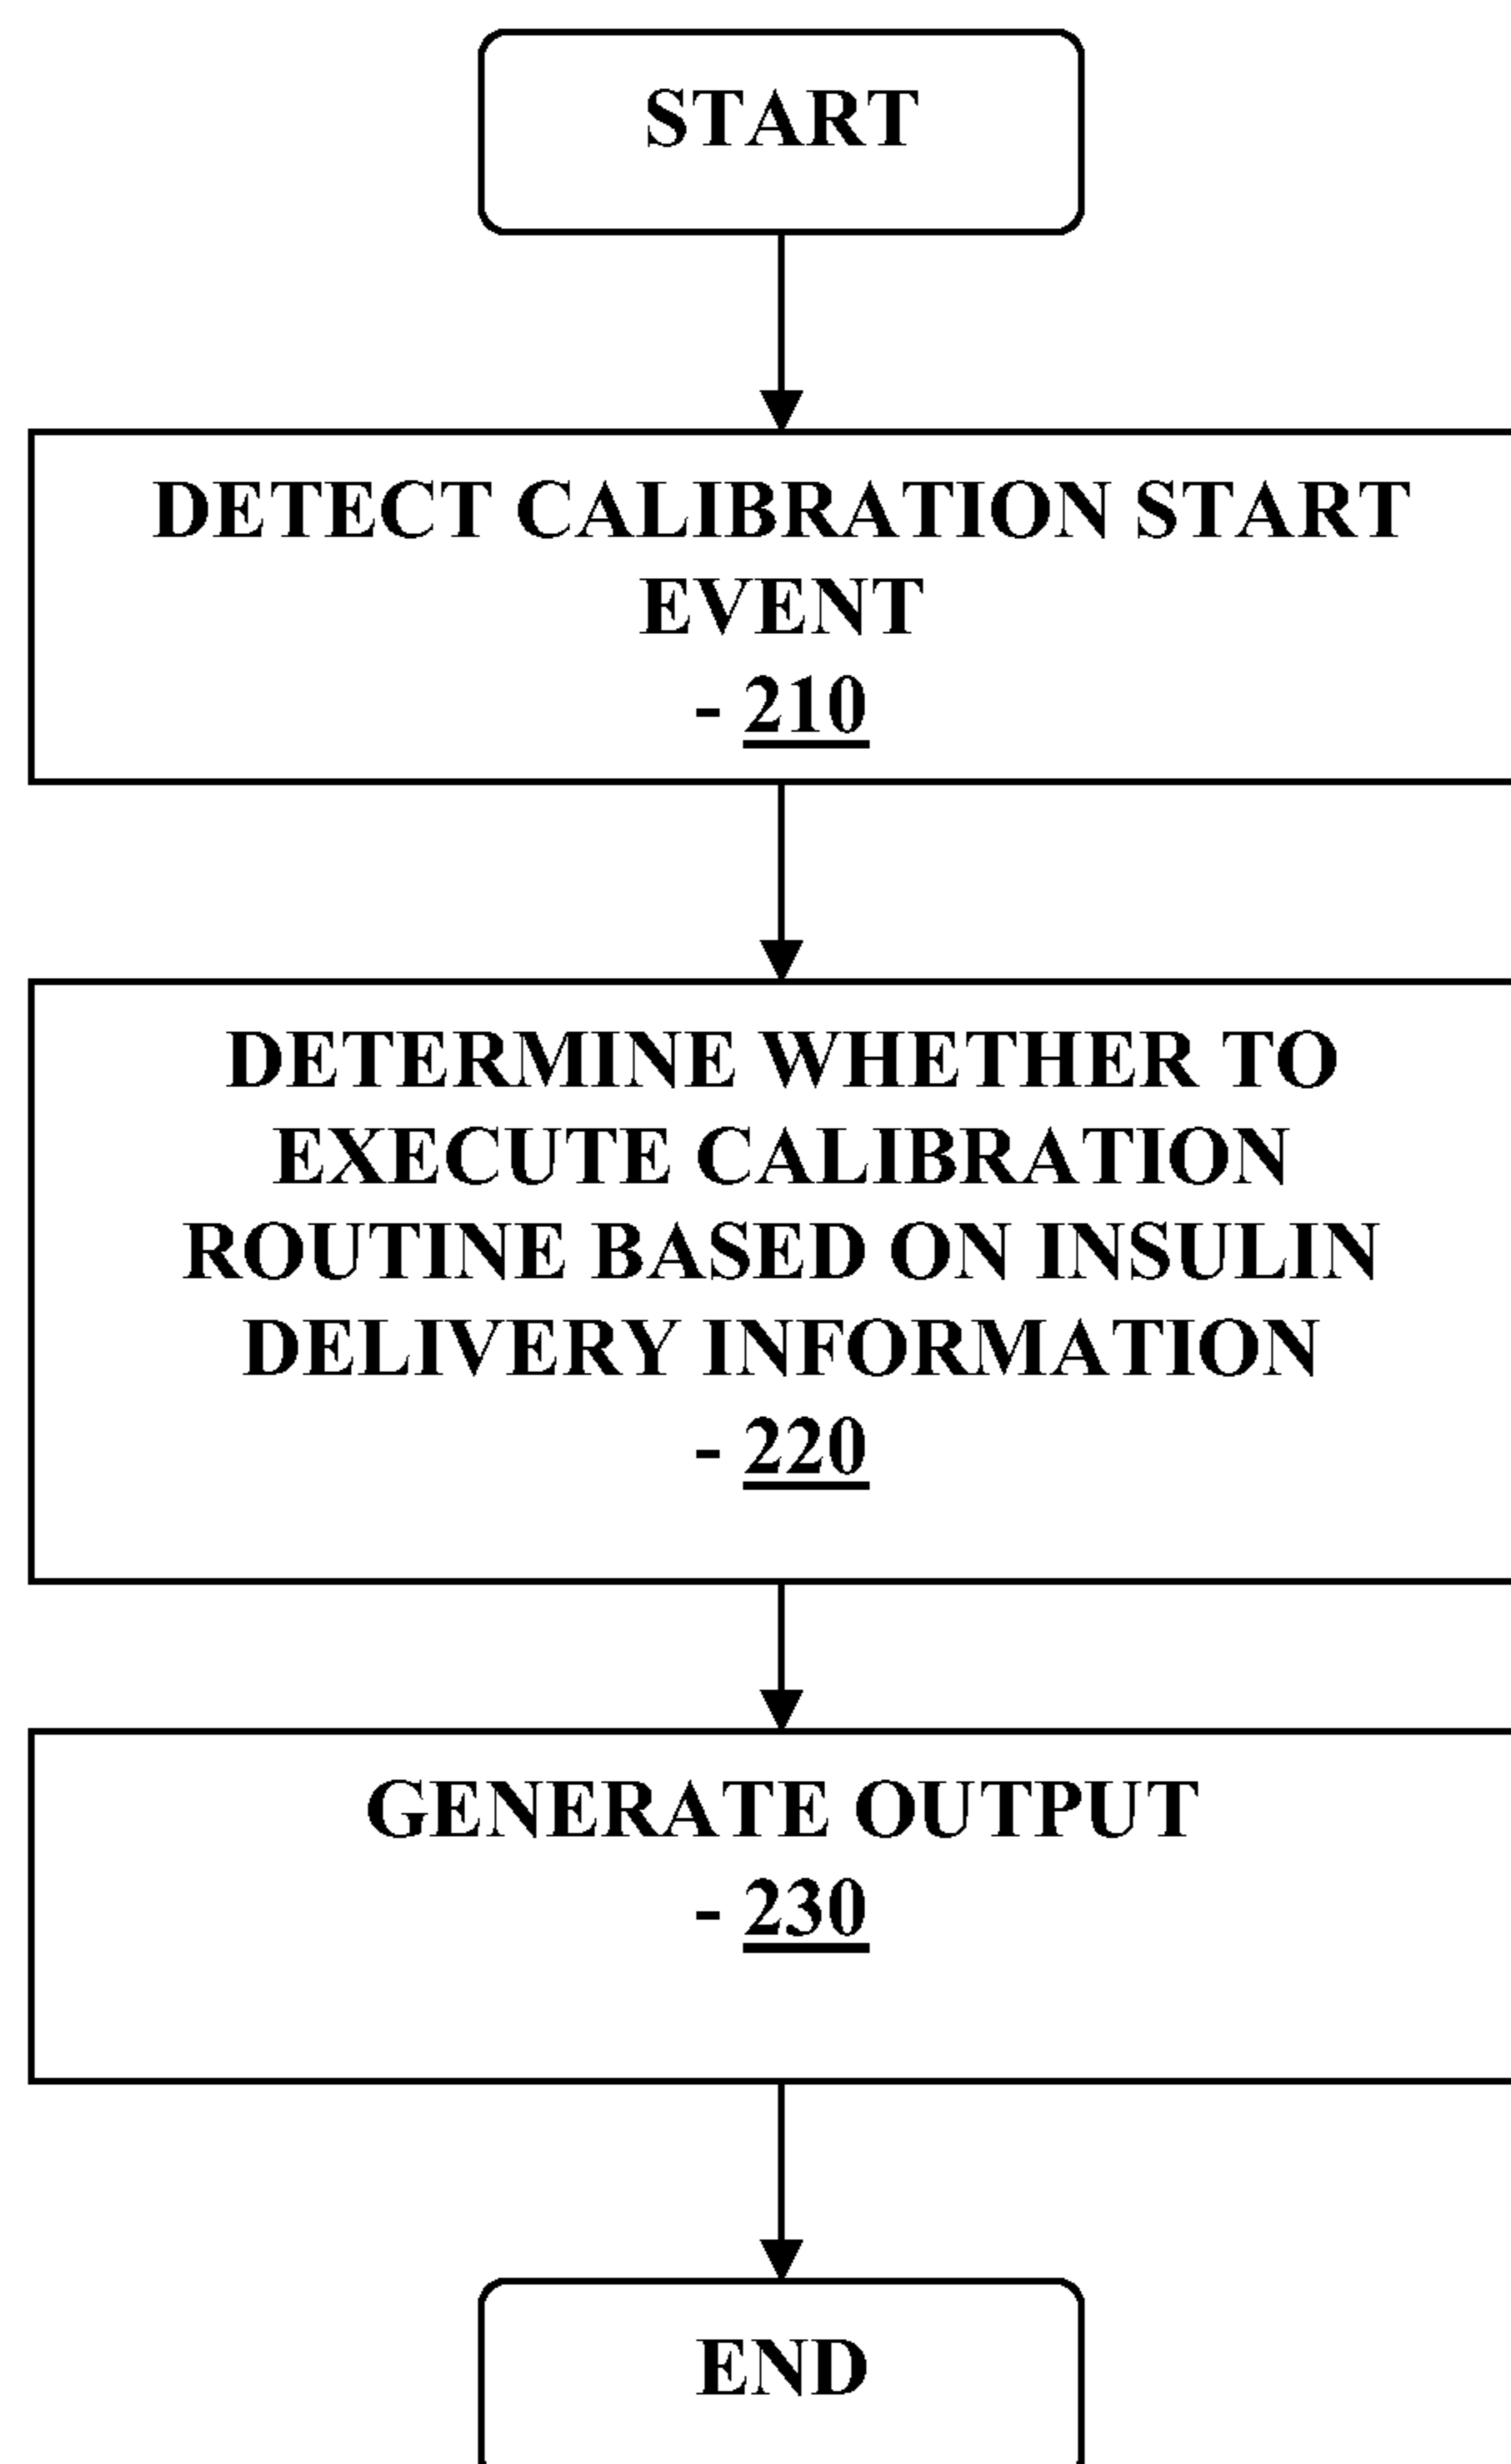 START
DETECT CALIBRATION START
EVENT
- 210
DETERMINE WHETHER TO
EXECUTE CALIBRATION
ROUTINE BASED ON INSULIN
DELIVERY INFORMATION
- 220
GENERATE OUTPUT
- 230
END